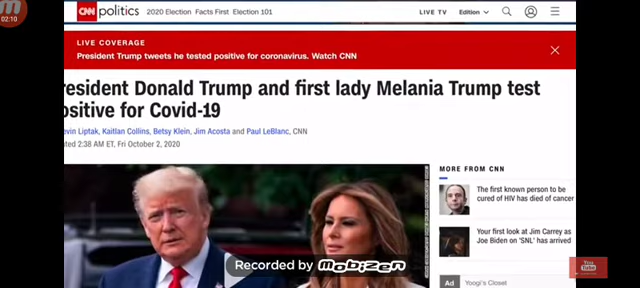 02:10
CNN politics 2020 Election Facts First Election 101 LIVE TV Edition
LIVE COVERAGE
President Trump tweets he tested positive for coronavirus. Watch CNN
resident Donald Trump and first lady Melania Trump test
ositive for Covid-19
evin Liptak, Kaitlan Collins, Betsy Klein, Jim Acosta and Paul LeBlanc, CNN
ated 2:38 AM ET, Fri October 2, 2020
MORE FROM CNN
The first known person to be
cured of HIV has died of cancer
Your first look at Jim Carrey as
Joe Biden on 'SNL' has arrived
Ad Yoogi's Closet
Recorded by mobizen
You Tube